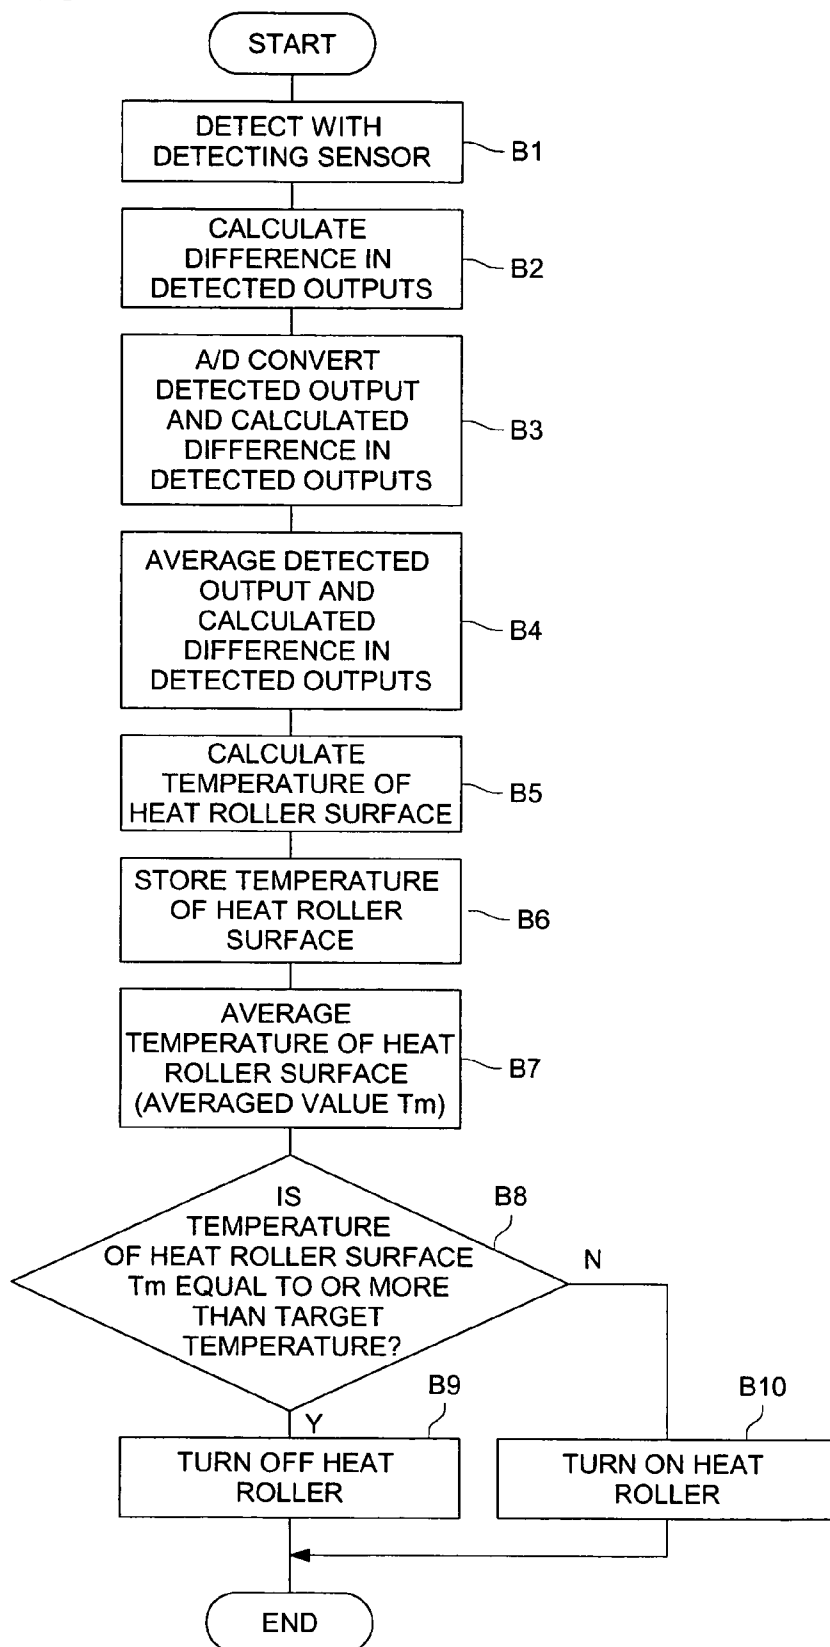 START
DETECT WITH
DETECTING SENSOR
B1
CALCULATE
DIFFERENCE IN
DETECTED OUTPUTS
B2
A/D CONVERT
DETECTED OUTPUT
AND CALCULATED
DIFFERENCE IN
DETECTED OUTPUTS
B3
AVERAGE DETECTED
OUTPUT AND
CALCULATED
DIFFERENCE IN
DETECTED OUTPUTS
B4
CALCULATE
TEMPERATURE OF
HEAT ROLLER SURFACE
B5
STORE TEMPERATURE
OF HEAT ROLLER
SURFACE
B6
AVERAGE
TEMPERATURE OF HEAT
ROLLER SURFACE
(AVERAGED VALUE Tm)
B7
IS
TEMPERATURE
OF HEAT ROLLER SURFACE
Tm EQUAL TO OR MORE
THAN TARGET
TEMPERATURE?
B8
N
Y
B9
TURN OFF HEAT
ROLLER
B10
TURN ON HEAT
ROLLER
END